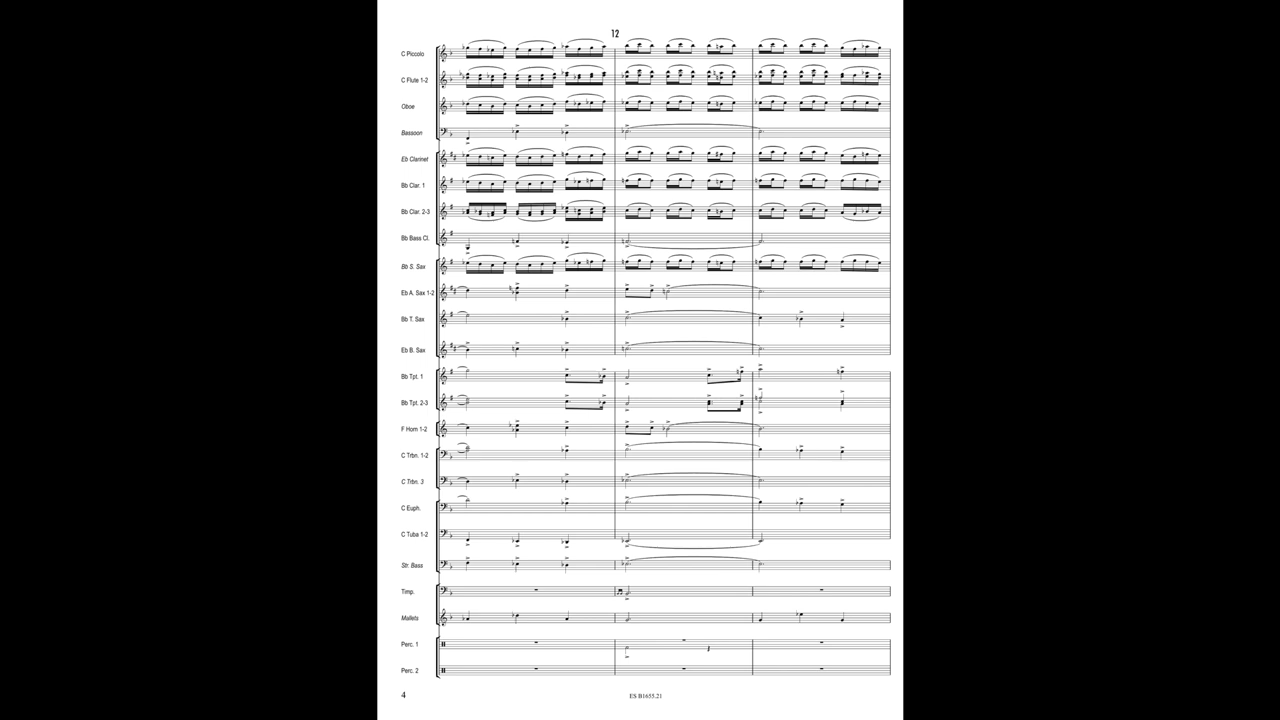 12
C Piccolo
C Flute 1-2
Oboe
Bassoon
Eb Clarinet
Bb Clar. 1
Bb Clar. 2-3
Bb Bass Cl.
Bb S. Sax
Eb A. Sax 1-2
Bb T. Sax
Eb B. Sax
Bb Tpt. 1
Bb Tpt. 2-3
F Horn 1-2
C Trbn. 1-2
C Trbn. 3
C Euph.
C Tuba 1-2
Str. Bass
Timp.
Mallets
Perc. 1
Perc. 2
4
ES B1655.21